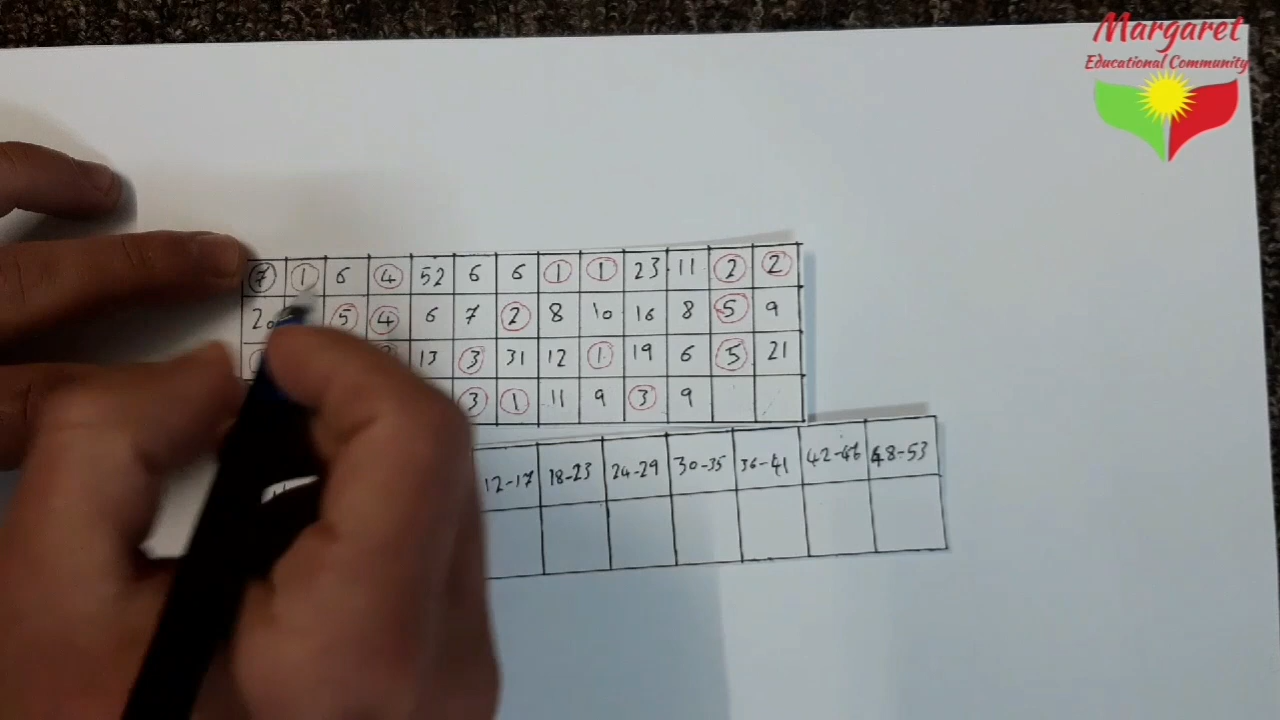 Margaret
Educational Community
7 1 6 4 52 6 6 1 1 23 11 2 2
20 5 4 6 7 2 8 10 16 8 5 9
13 3 31 12 1 19 6 5 21
3 1 11 9 3 9
12-17 18-23 24-29 30-35 36-41 42-46 48-53